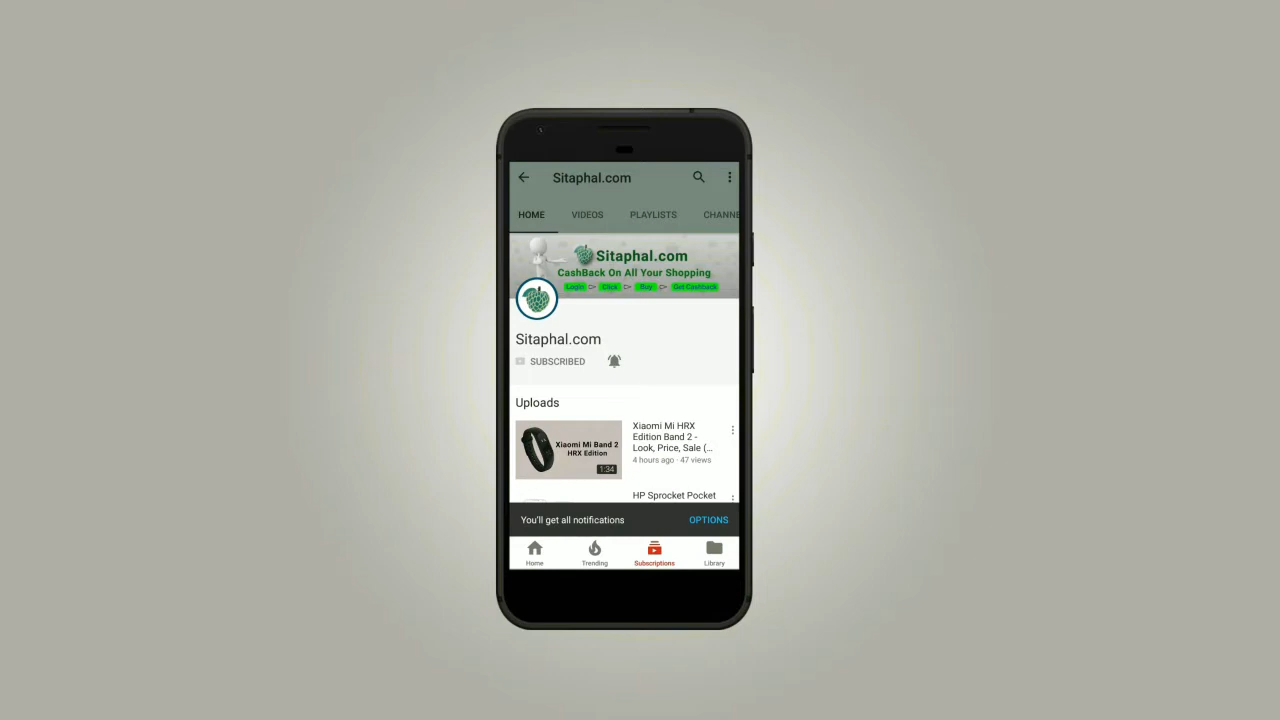 Sitaphal.com
HOME VIDEOS PLAYLISTS CHANNE
Sitaphal.com
CashBack On All Your Shopping
Login Click Buy Get Cashback
Sitaphal.com
SUBSCRIBED
Uploads
Xiaomi Mi Band 2
HRX Edition
1:34
Xiaomi Mi HRX
Edition Band 2 -
Look, Price, Sale (...
4 hours ago · 47 views
HP Sprocket Pocket
You'll get all notifications OPTIONS
Home Trending Subscriptions Library